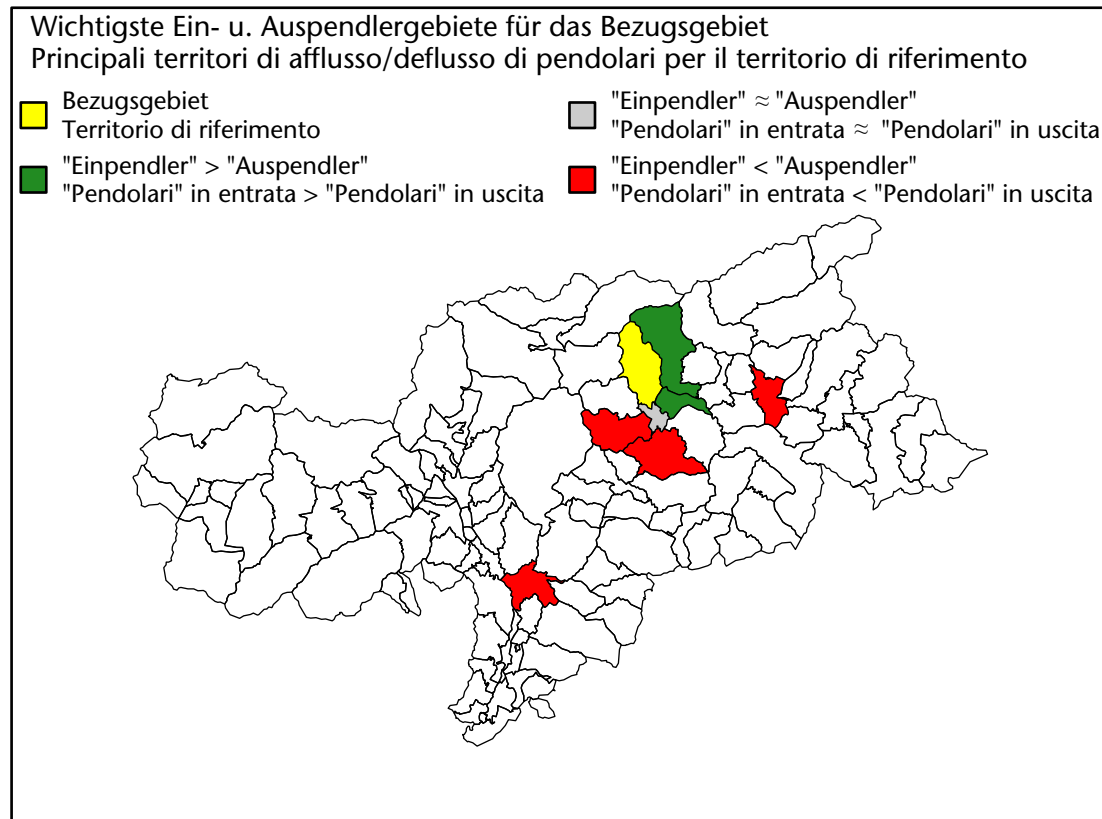 Wichtigste Ein- u. Auspendlergebiete für das Bezugsgebiet
Principali territori di afflusso/deflusso di pendolari per il territorio di riferimento
Bezugsgebiet
Territorio di riferimento
"Einpendler" > "Auspendler"
"Pendolari" in entrata > "Pendolari" in uscita
"Einpendler" ≈ "Auspendler"
"Pendolari" in entrata ≈ "Pendolari" in uscita
"Einpendler" < "Auspendler"
"Pendolari" in entrata < "Pendolari" in uscita